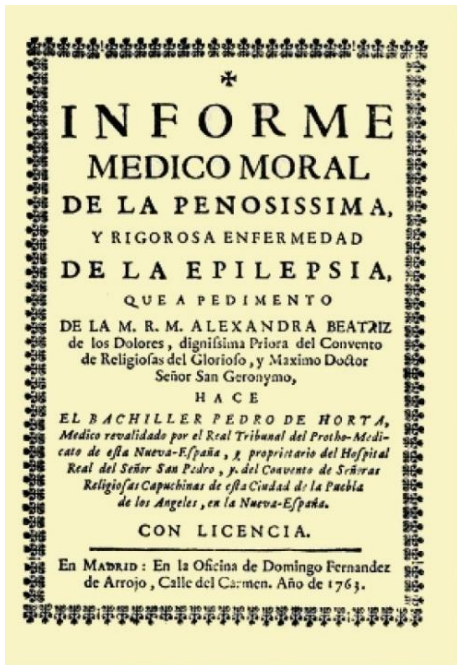 INFORME
MEDICO MORAL
DE LA PENOSISSIMA,
Y RIGOROSA ENFERMEDAD
DE LA EPILEPSIA,
QUE A PEDIMENTO
DE LA M. R. M. ALEXANDRA BEATRIZ
de los Dolores, digniſsima Priora del Convento
de Religioſas del Glorioſo, y Maximo Doctor
Señor San Geronymo,
HACE
EL BACHILLER PEDRO DE HORTA,
Medico revalidado por el Real Tribunal del Protho-Medi-
cato de eſta Nueva-Eſpaña, y proprietario del Hoſpital
Real del Señor San Pedro, y del Convento de Señoras
Religioſas Capuchinas de eſta Ciudad de la Puebla
de los Angeles, en la Nueva-Eſpaña.
CON LICENCIA.
En MADRID: En la Oficina de Domingo Fernandez
de Arrojo, Calle del Carmen. Año de 1763.